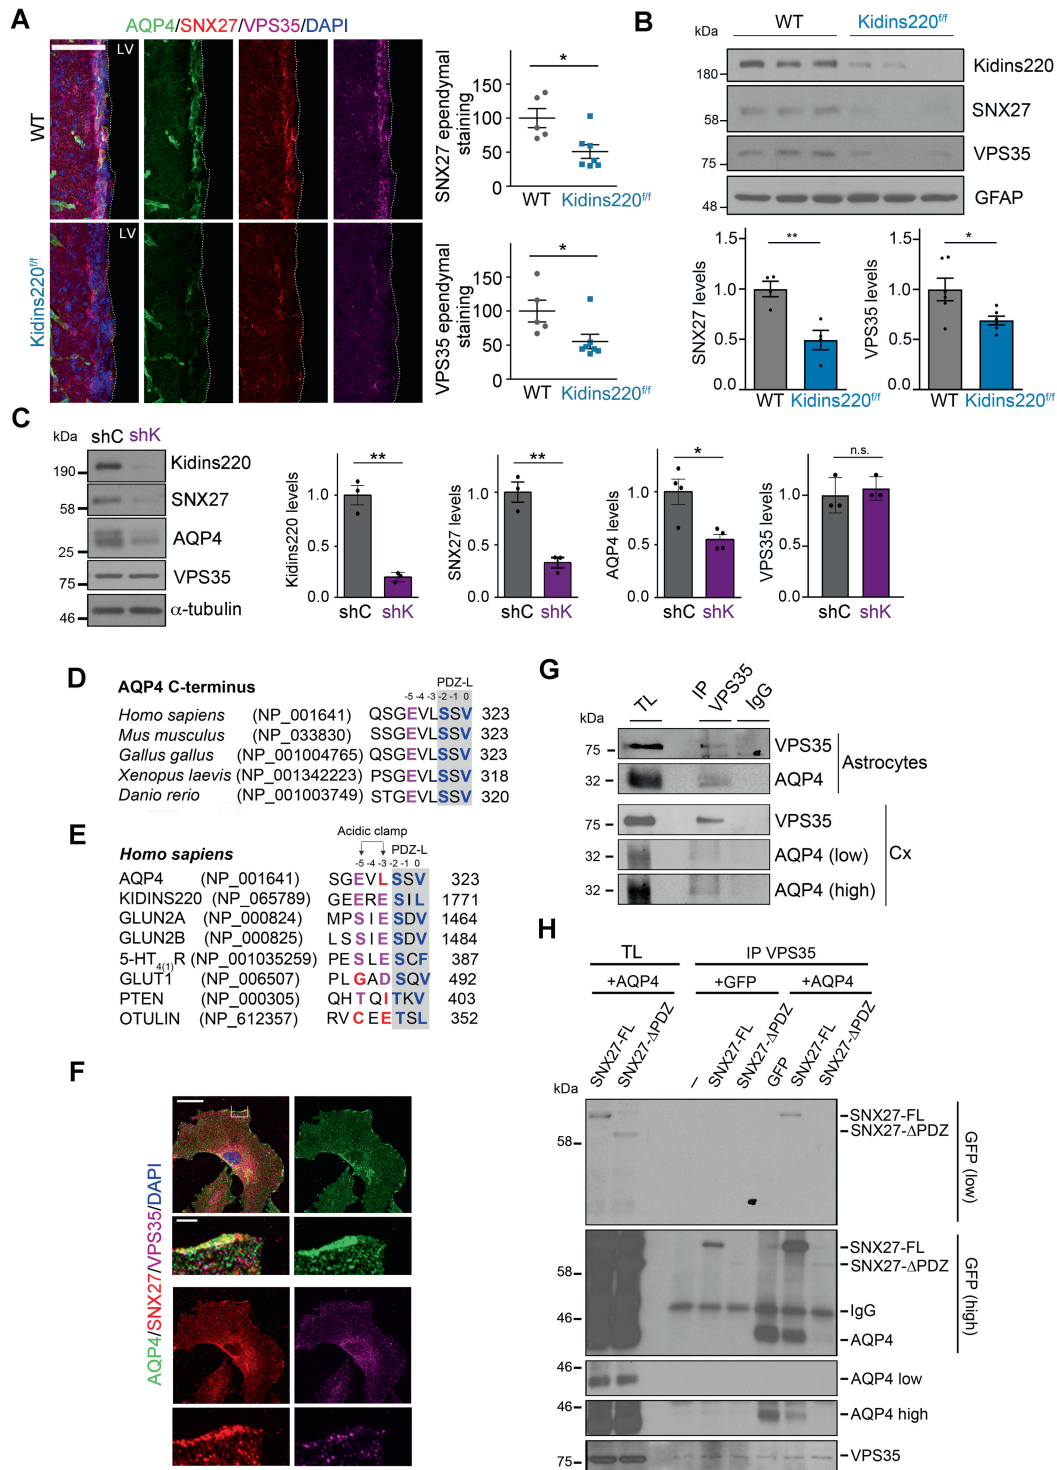 A
AQP4/SNX27/VPS35/DAPI
LV
WT
LV
Kidins220f/f
SNX27 ependymal staining
150
100
50
0
*
WT Kidins220f/f
VPS35 ependymal staining
150
100
50
0
*
WT Kidins220f/f
B
kDa
WT Kidins220f/f
180
Kidins220
58
SNX27
75
VPS35
48
GFAP
SNX27 levels
1.5
1.0
0.5
0.0
**
WT Kidins220f/f
VPS35 levels
1.5
1.0
0.5
0.0
*
WT Kidins220f/f
C
kDa shC shK
190 Kidins220
58 SNX27
25 AQP4
75 VPS35
46 α-tubulin
Kidins220 levels
1.0
0.5
0.0
**
shC shK
SNX27 levels
1.0
0.5
0.0
**
shC shK
AQP4 levels
1.0
0.5
0.0
*
shC shK
VPS35 levels
1.0
0.5
0.0
n.s.
shC shK
D
AQP4 C-terminus
PDZ-L
-5 -4 -3 -2 -1 0
Homo sapiens (NP_001641) QSGEVLSSV 323
Mus musculus (NP_033830) SSGEVLSSV 323
Gallus gallus (NP_001004765) QSGEVLSSV 323
Xenopus laevis (NP_001342223) PSGEVLSSV 318
Danio rerio (NP_001003749) STGEVLSSV 320
E
Acidic clamp
Homo sapiens
PDZ-L
-5 -4 -3 -2 -1 0
AQP4 (NP_001641) SGEVLSSV 323
KIDINS220 (NP_065789) GEERESIL 1771
GLUN2A (NP_000824) MPSIESDV 1464
GLUN2B (NP_000825) LSSIESDV 1484
5-HT4(1)R (NP_001035259) PESLESCF 387
GLUT1 (NP_006507) PLGADSQV 492
PTEN (NP_000305) QHTQITKV 403
OTULIN (NP_612357) RVCEETSL 352
F
AQP4/SNX27/VPS35/DAPI
G
kDa
TL
IP
VPS35
IgG
75 VPS35
32 AQP4
Astrocytes
75 VPS35
32 AQP4 (low)
32 AQP4 (high)
Cx
H
TL IP VPS35
+AQP4 +GFP +AQP4
SNX27-FL
SNX27-ΔPDZ
–
SNX27-FL
SNX27-ΔPDZ
GFP
SNX27-FL
SNX27-ΔPDZ
kDa
58
SNX27-FL
SNX27-ΔPDZ
GFP (low)
58
46
SNX27-FL
SNX27-ΔPDZ
IgG
AQP4
GFP (high)
46
AQP4 low
46
AQP4 high
75
VPS35